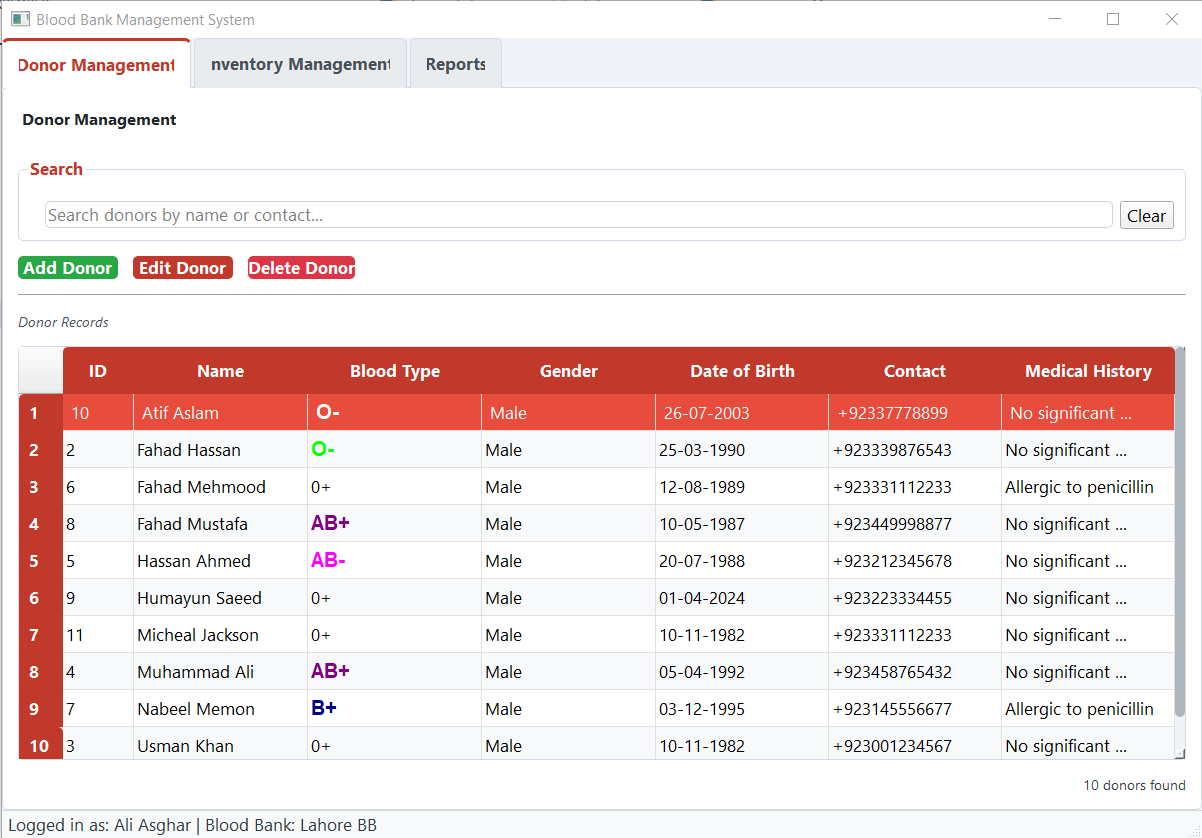 Blood Bank Management System
Donor Management nventory Management Reports
Donor Management
Search
Search donors by name or contact... Clear
Add Donor Edit Donor Delete Donor
Donor Records
ID Name Blood Type Gender Date of Birth Contact Medical History
1 10 Atif Aslam O- Male 26-07-2003 +92337778899 No significant ...
2 2 Fahad Hassan O- Male 25-03-1990 +923339876543 No significant ...
3 6 Fahad Mehmood 0+ Male 12-08-1989 +923331112233 Allergic to penicillin
4 8 Fahad Mustafa AB+ Male 10-05-1987 +923449998877 No significant ...
5 5 Hassan Ahmed AB- Male 20-07-1988 +923212345678 No significant ...
6 9 Humayun Saeed 0+ Male 01-04-2024 +923223334455 No significant ...
7 11 Micheal Jackson 0+ Male 10-11-1982 +923331112233 No significant ...
8 4 Muhammad Ali AB+ Male 05-04-1992 +923458765432 No significant ...
9 7 Nabeel Memon B+ Male 03-12-1995 +923145556677 Allergic to penicillin
10 3 Usman Khan 0+ Male 10-11-1982 +923001234567 No significant ...
10 donors found
Logged in as: Ali Asghar | Blood Bank: Lahore BB